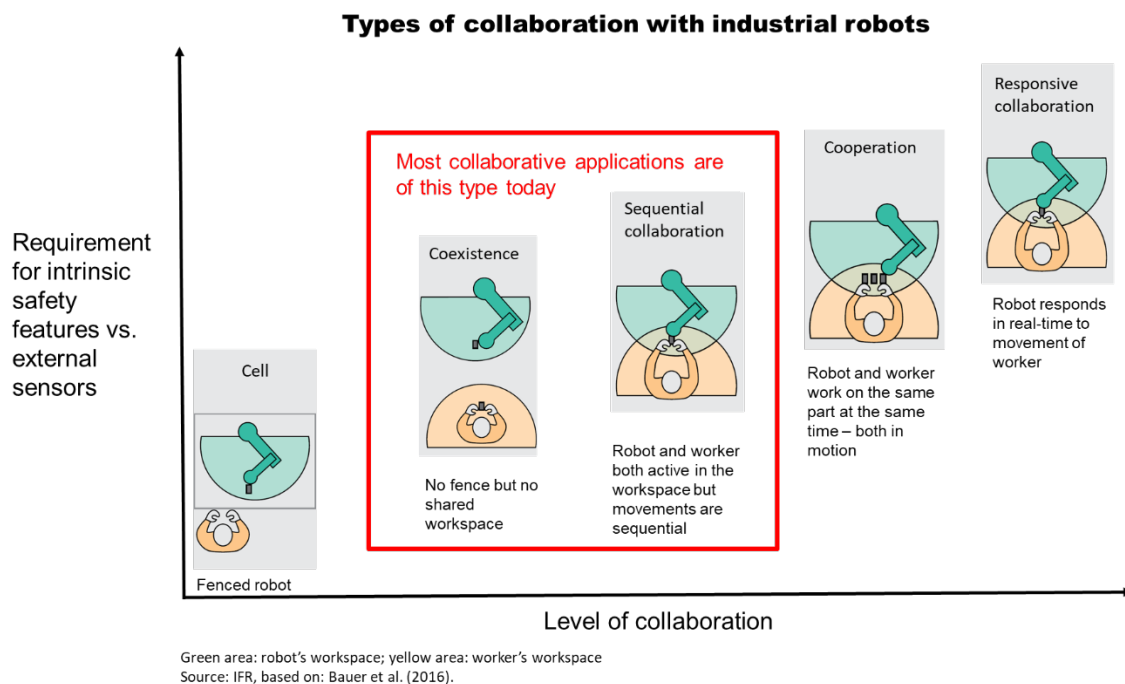 Types of collaboration with industrial robots
Requirement
for intrinsic
safety
features vs.
external
sensors
Cell
Fenced robot
Most collaborative applications are
of this type today
Coexistence
No fence but no
shared
workspace
Sequential
collaboration
Robot and worker
both active in the
workspace but
movements are
sequential
Cooperation
Robot and worker
work on the same
part at the same
time – both in
motion
Responsive
collaboration
Robot responds
in real-time to
movement of
worker
Level of collaboration
Green area: robot's workspace; yellow area: worker's workspace
Source: IFR, based on: Bauer et al. (2016).